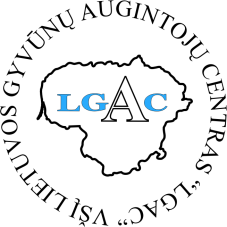 VŠĮ LIETUVOS GYVŪNŲ AUGINTOJŲ CENTRAS "LGAC"
LGAC